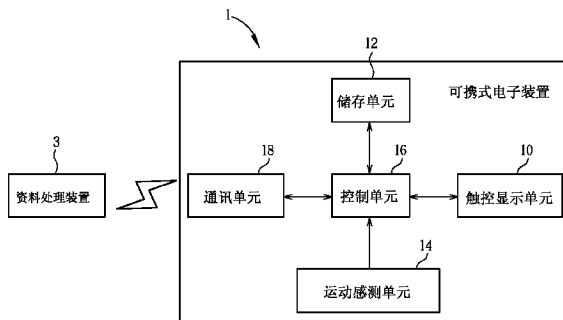 1
12
储存单元
可携式电子装置
3
资料处理装置
18
通讯单元
16
控制单元
10
触控显示单元
14
运动感测单元